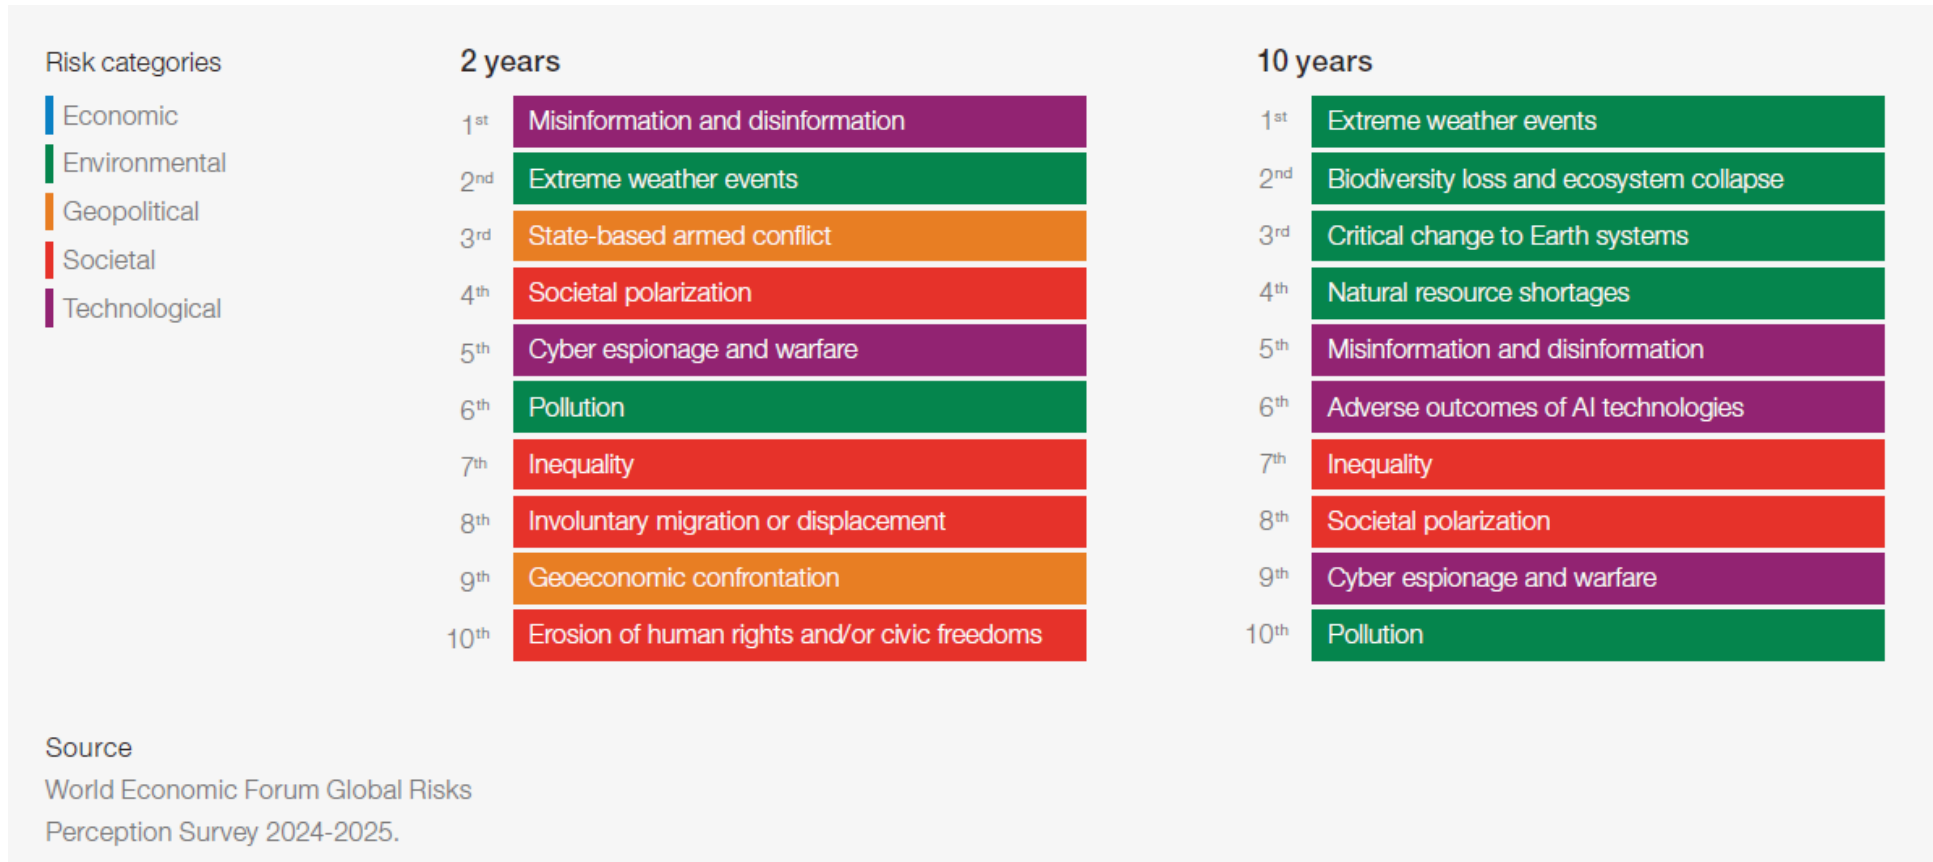 Risk categories
Economic
Environmental
Geopolitical
Societal
Technological
2 years
1st Misinformation and disinformation
2nd Extreme weather events
3rd State-based armed conflict
4th Societal polarization
5th Cyber espionage and warfare
6th Pollution
7th Inequality
8th Involuntary migration or displacement
9th Geoeconomic confrontation
10th Erosion of human rights and/or civic freedoms
10 years
1st Extreme weather events
2nd Biodiversity loss and ecosystem collapse
3rd Critical change to Earth systems
4th Natural resource shortages
5th Misinformation and disinformation
6th Adverse outcomes of AI technologies
7th Inequality
8th Societal polarization
9th Cyber espionage and warfare
10th Pollution
Source
World Economic Forum Global Risks
Perception Survey 2024-2025.